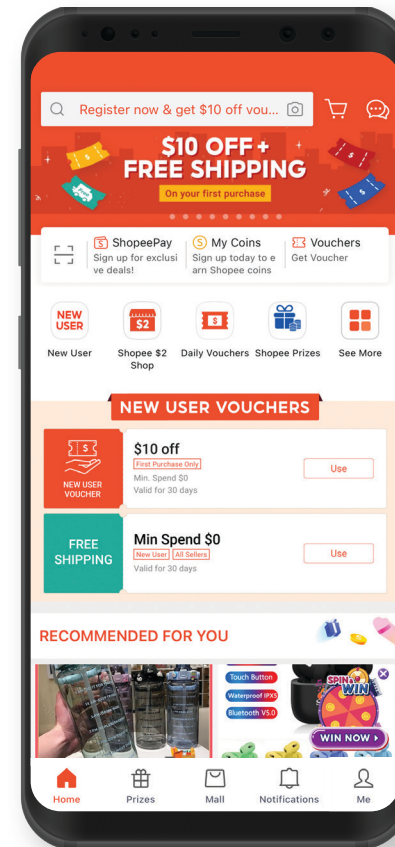 Register now & get $10 off vou...
$10 OFF +
FREE SHIPPING
On your first purchase
ShopeePay
Sign up for exclusi
ve deals!
My Coins
Sign up today to e
arn Shopee coins
Vouchers
Get Voucher
NEW
USER
$2
New User
Shopee $2
Shop
Daily Vouchers
Shopee Prizes
See More
NEW USER VOUCHERS
NEW USER
VOUCHER
$10 off
First Purchase Only
Min. Spend $0
Valid for 30 days
Use
FREE
SHIPPING
Min Spend $0
New User
All Sellers
Valid for 30 days
Use
RECOMMENDED FOR YOU
Touch Button
Waterproof IPX5
Bluetooth V5.0
SPIN
WIN
WIN NOW
Home
Prizes
Mall
Notifications
Me